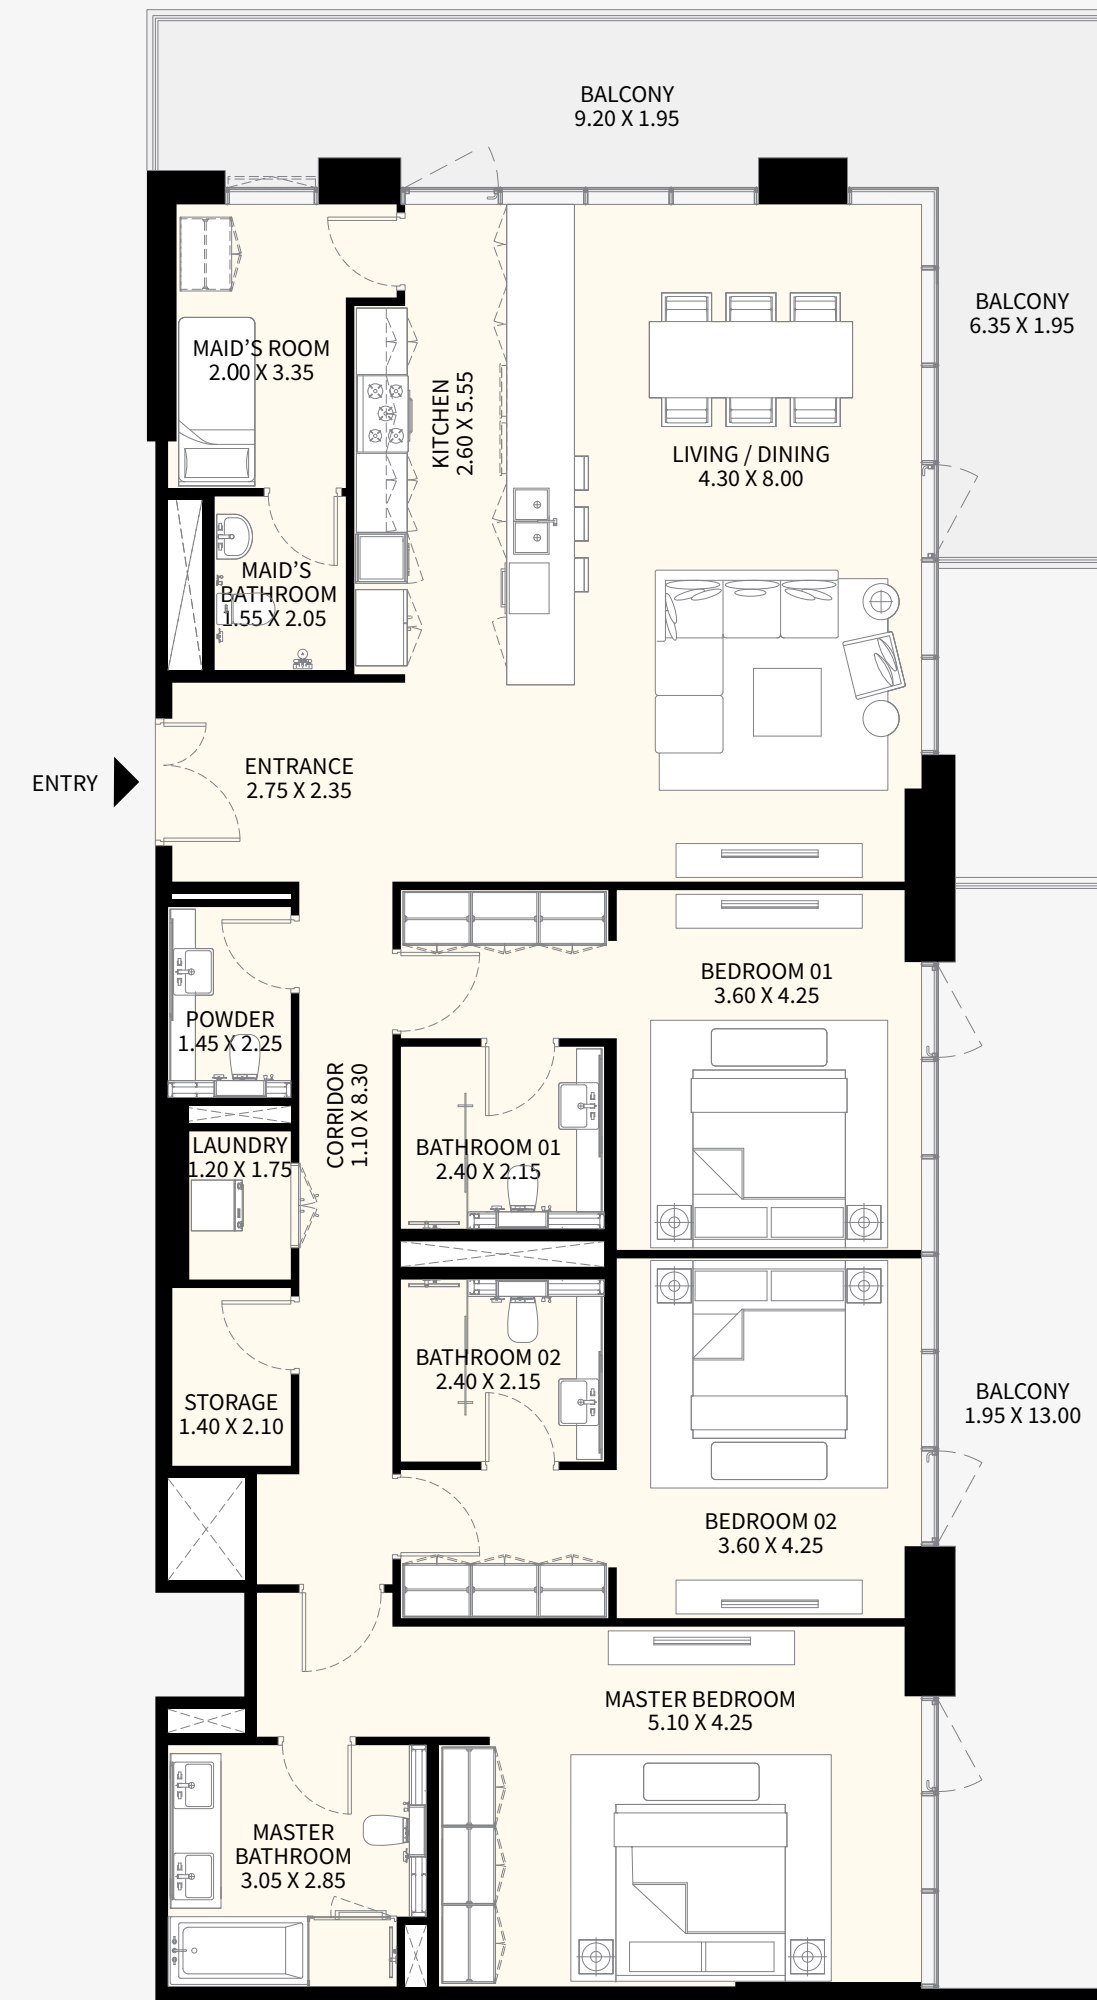 BALCONY
9.20 X 1.95
BALCONY
6.35 X 1.95
MAID’S ROOM
2.00 X 3.35
KITCHEN
2.60 X 5.55
LIVING / DINING
4.30 X 8.00
MAID’S
BATHROOM
1.55 X 2.05
ENTRY
ENTRANCE
2.75 X 2.35
BEDROOM 01
3.60 X 4.25
POWDER
1.45 X 2.25
CORRIDOR
1.10 X 8.30
LAUNDRY
1.20 X 1.75
BATHROOM 01
2.40 X 2.15
BATHROOM 02
2.40 X 2.15
STORAGE
1.40 X 2.10
BALCONY
1.95 X 13.00
BEDROOM 02
3.60 X 4.25
MASTER BEDROOM
5.10 X 4.25
MASTER
BATHROOM
3.05 X 2.85